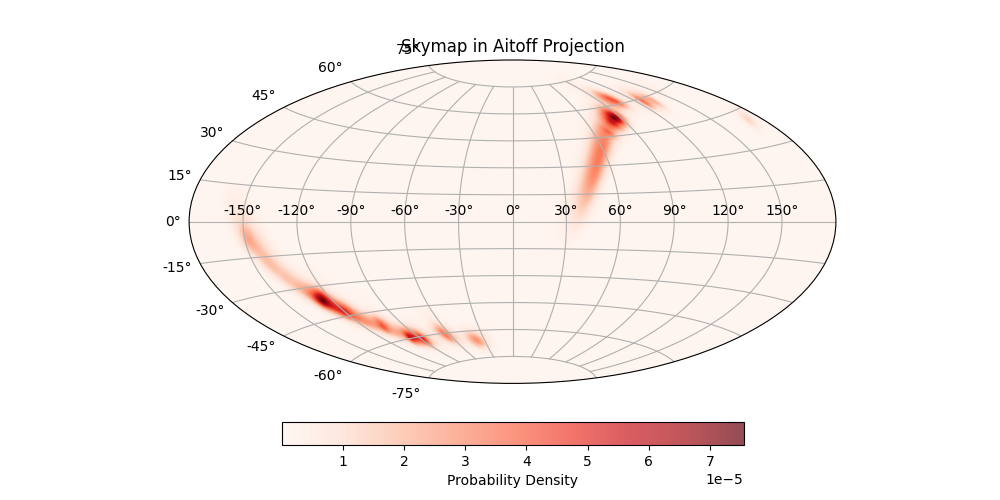 Skymap in Aitoff Projection
75°
60°
45°
30°
15°
-150° -120° -90° -60° -30° 0° 30° 60° 90° 120° 150°
0°
-15°
-30°
-45°
-60°
-75°
1 2 3 4 5 6 7
1e−5
Probability Density